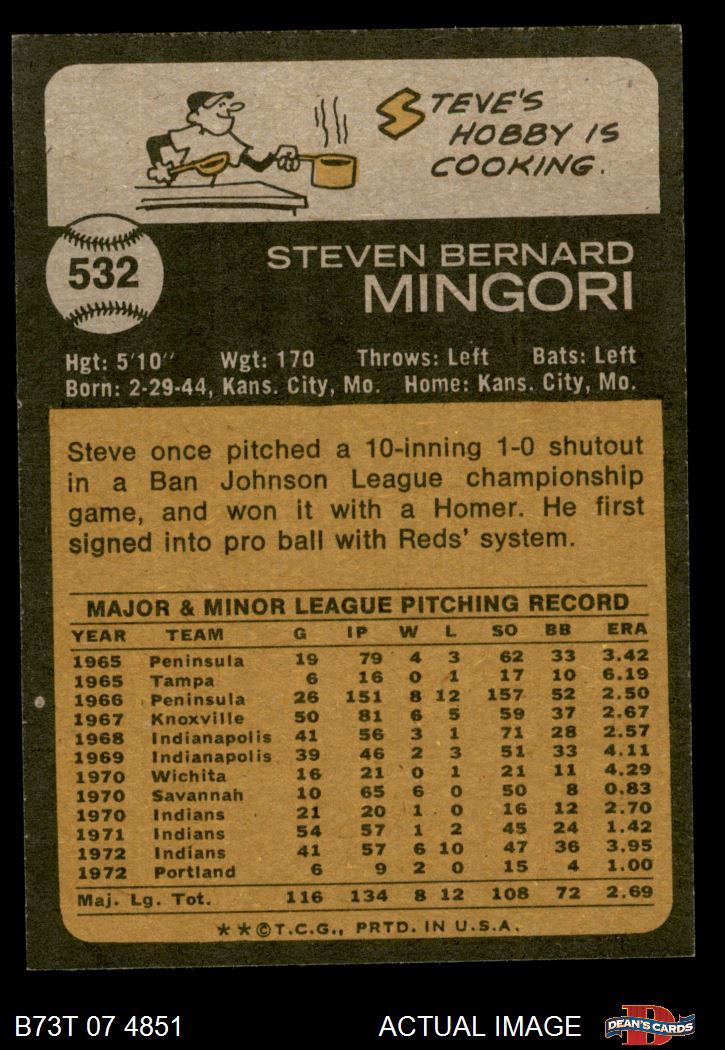 STEVE'S
HOBBY IS
COOKING.
532
STEVEN BERNARD
MINGORI
Hgt: 5'10" Wgt: 170 Throws: Left Bats: Left
Born: 2-29-44, Kans. City, Mo. Home: Kans. City, Mo.
Steve once pitched a 10-inning 1-0 shutout
in a Ban Johnson League championship
game, and won it with a Homer. He first
signed into pro ball with Reds' system.
MAJOR & MINOR LEAGUE PITCHING RECORD
YEAR TEAM G IP W L SO BB ERA
1965 Peninsula 19 79 4 3 62 33 3.42
1965 Tampa 6 16 0 1 17 10 6.19
1966 Peninsula 26 151 8 12 157 52 2.50
1967 Knoxville 50 81 6 5 59 37 2.67
1968 Indianapolis 41 56 3 1 71 28 2.57
1969 Indianapolis 39 46 2 3 51 33 4.11
1970 Wichita 16 21 0 1 21 11 4.29
1970 Savannah 10 65 6 0 50 8 0.83
1970 Indians 21 20 1 0 16 12 2.70
1971 Indians 54 57 1 2 45 24 1.42
1972 Indians 41 57 6 10 47 36 3.95
1972 Portland 6 9 2 0 15 4 1.00
Maj. Lg. Tot. 116 134 8 12 108 72 2.69
**©T.C.G., PRTD. IN U.S.A.
B73T 07 4851 ACTUAL IMAGE
D
DEAN'S CARDS